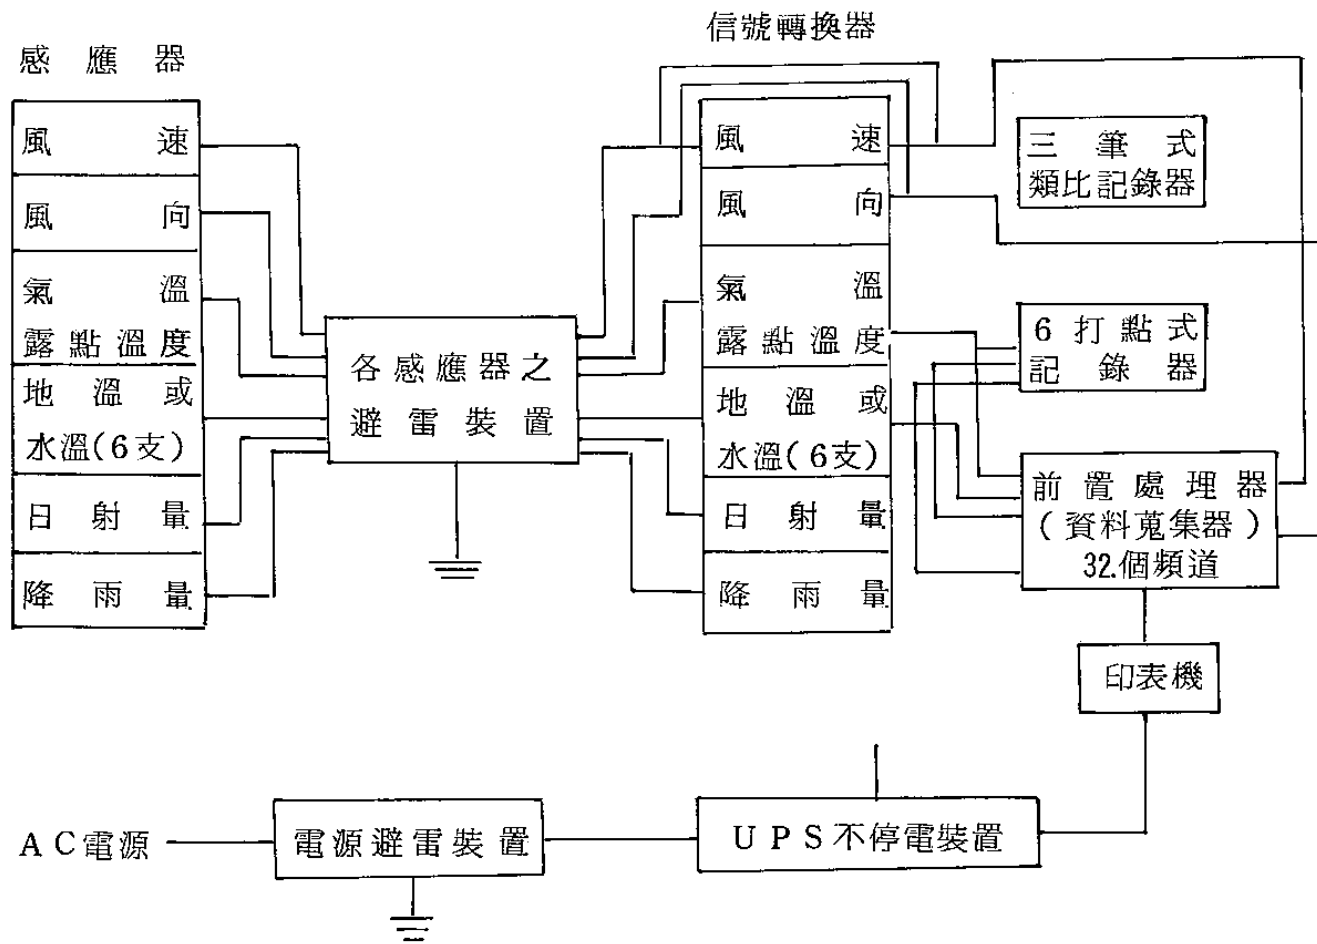 感應器
風速
風向
氣溫
露點溫度
地溫或
水溫(6支)
日射量
降雨量
各感應器之
避雷裝置
信號轉換器
風速
風向
氣溫
露點溫度
地溫或
水溫(6支)
日射量
降雨量
三筆式
類比記錄器
6打點式
記錄器
前置處理器
(資料蒐集器)
32.個頻道
印表機
AC電源
電源避雷裝置
UPS不停電裝置